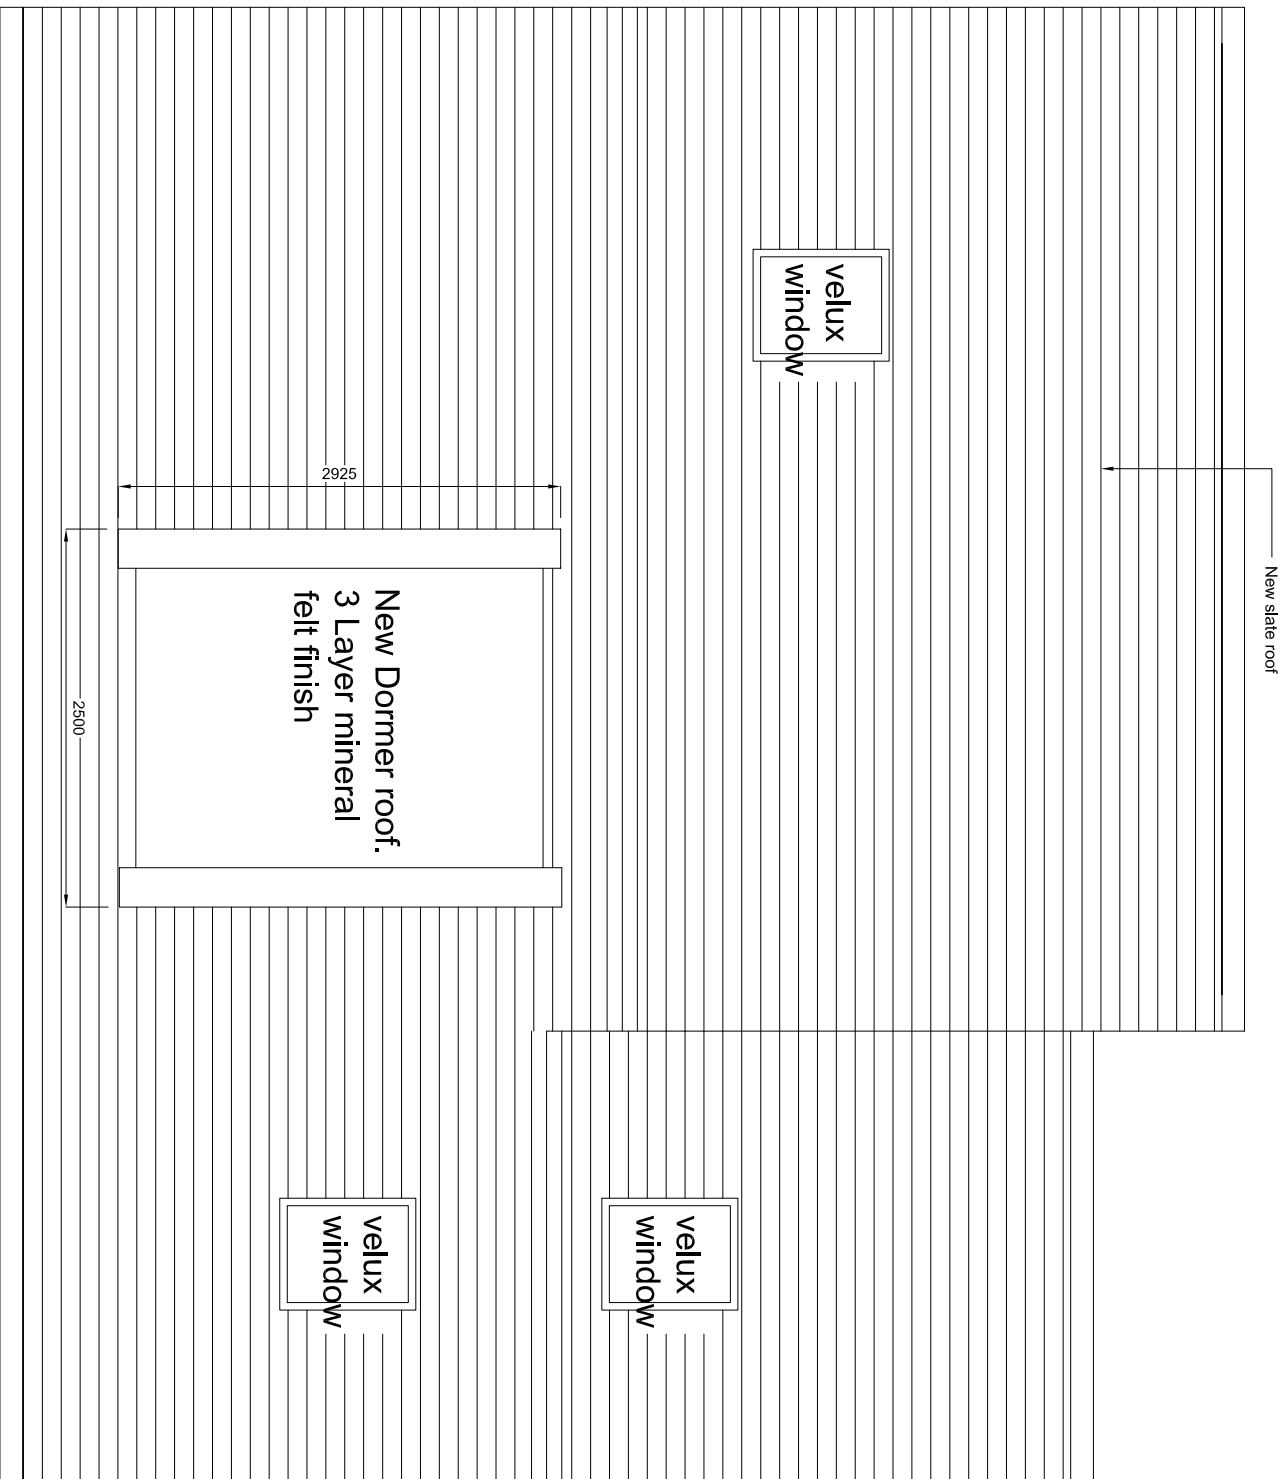 New slate roof
velux
window
2925
New Dormer roof.
3 Layer mineral
felt finish
2500
velux
window
velux
window